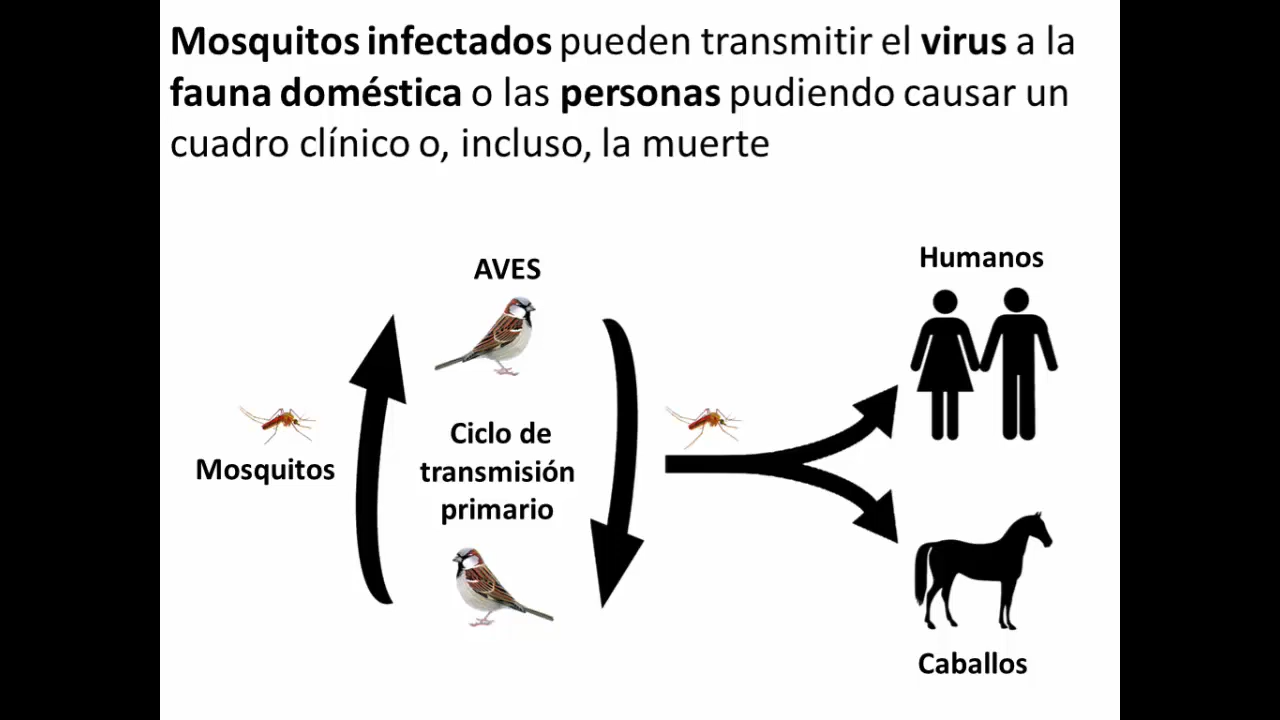 Mosquitos infectados pueden transmitir el virus a la
fauna doméstica o las personas pudiendo causar un
cuadro clínico o, incluso, la muerte
AVES
Humanos
Mosquitos
Ciclo de
transmisión
primario
Caballos